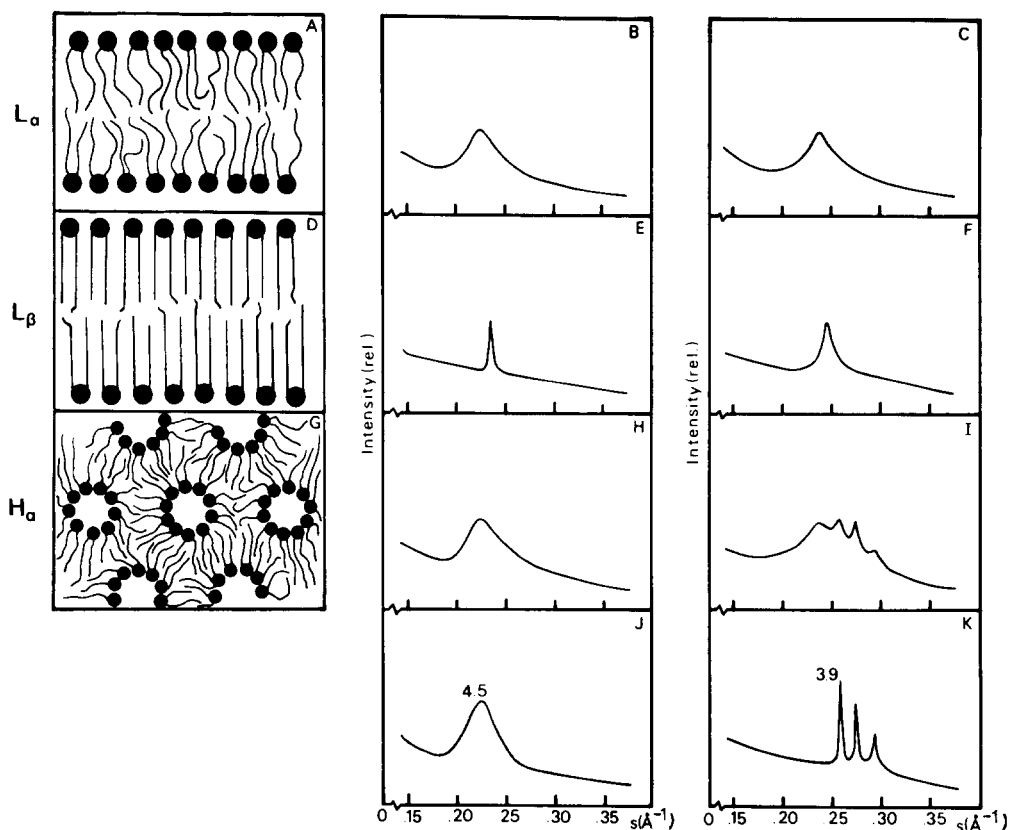 A
Lα
B
C
D
Lβ
E
F
G
Hα
Intensity(rel.)
Intensity(rel.)
H
I
J
4.5
K
3.9
0 .15 .20 .25 .30 .35 s(Å⁻¹)
0 .15 .20 .25 .30 .35 s(Å⁻¹)